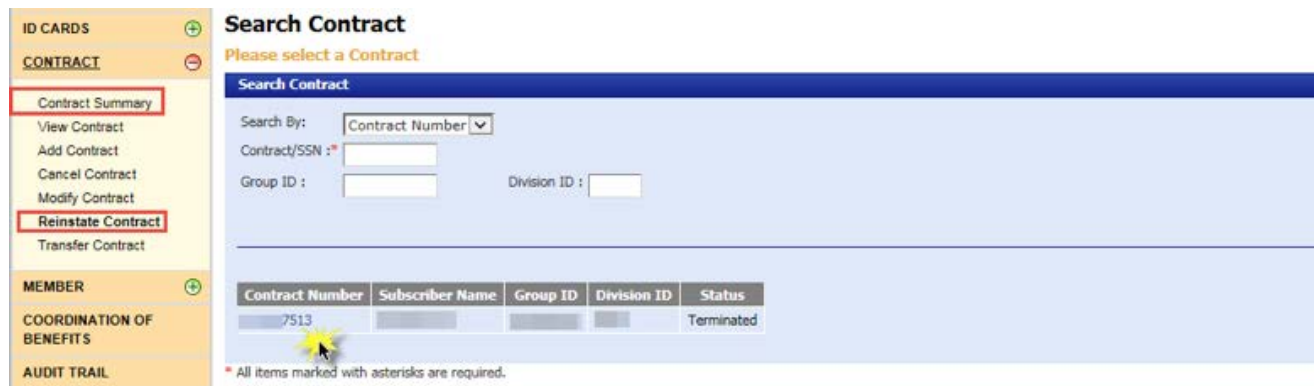 ID CARDS
CONTRACT
Contract Summary
View Contract
Add Contract
Cancel Contract
Modify Contract
Reinstate Contract
Transfer Contract
MEMBER
COORDINATION OF
BENEFITS
AUDIT TRAIL
Search Contract
Please select a Contract
Search Contract
Search By: Contract Number
Contract/SSN :*
Group ID : Division ID :
Contract Number Subscriber Name Group ID Division ID Status
7513 Terminated
* All items marked with asterisks are required.